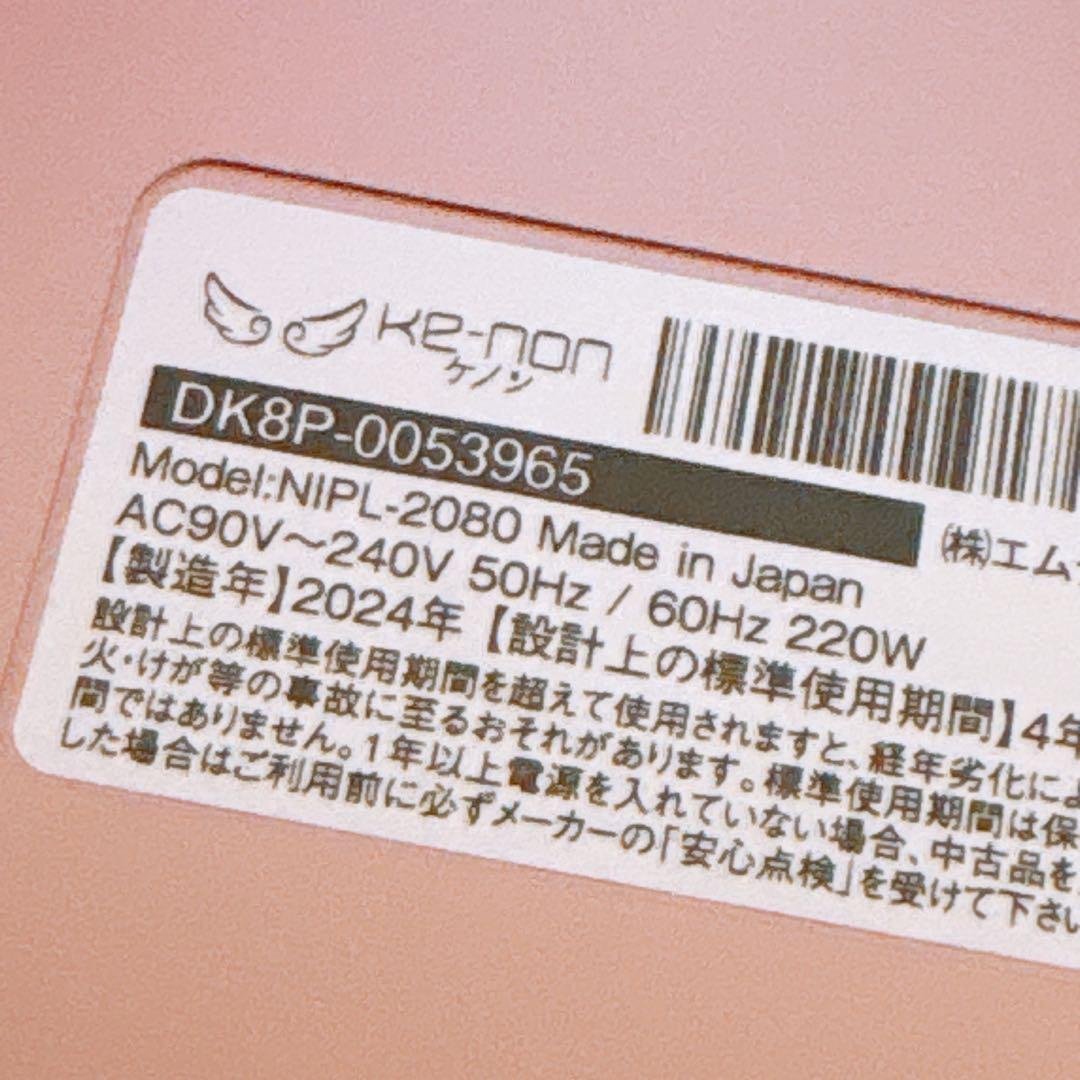 ke-non
ケノン
DK8P-0053965
Model:NIPL-2080 Made in Japan
(株)エムテ
AC90V～240V 50Hz / 60Hz 220W
【製造年】2024年【設計上の標準使用期間】4年
設計上の標準使用期間を超えて使用されますと、経年劣化によ
火・けが等の事故に至るおそれがあります。標準使用期間は保
間ではありません。1年以上電源を入れていない場合、中古品を
した場合はご利用前に必ずメーカーの「安心点検」を受けて下さい